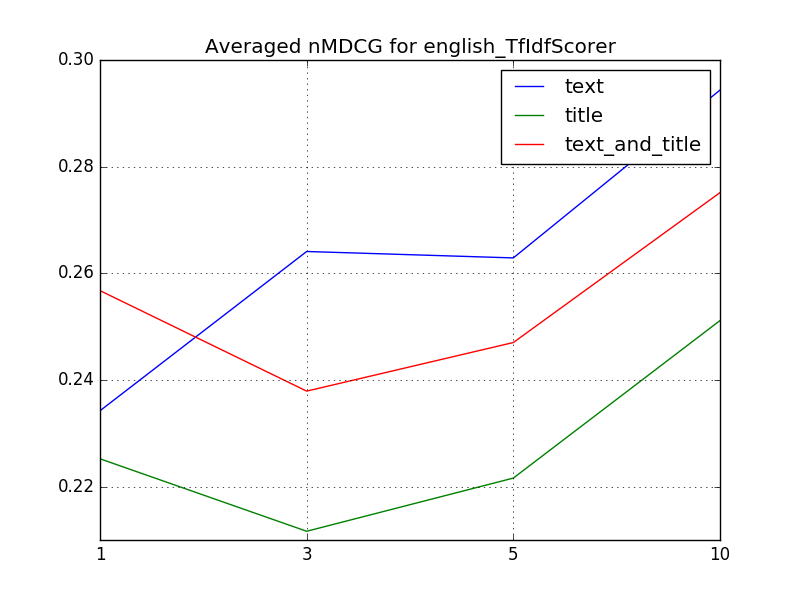 Averaged nMDCG for english_TfIdfScorer
0.30
0.28
0.26
0.24
0.22
text
title
text_and_title
1 3 5 10